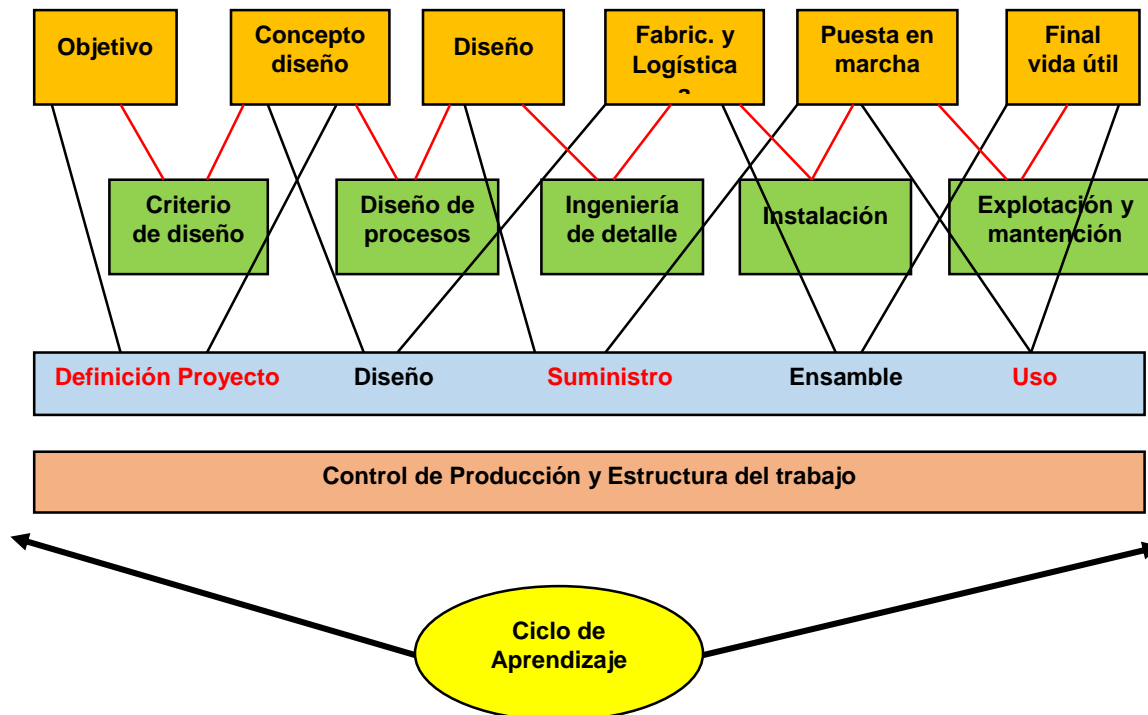 Objetivo
Concepto
diseño
Diseño
Fabric. y
Logística
Puesta en
marcha
Final
vida útil
Criterio
de diseño
Diseño de
procesos
Ingeniería
de detalle
Instalación
Explotación y
mantención
Definición Proyecto
Diseño
Suministro
Ensamble
Uso
Control de Producción y Estructura del trabajo
Ciclo de
Aprendizaje